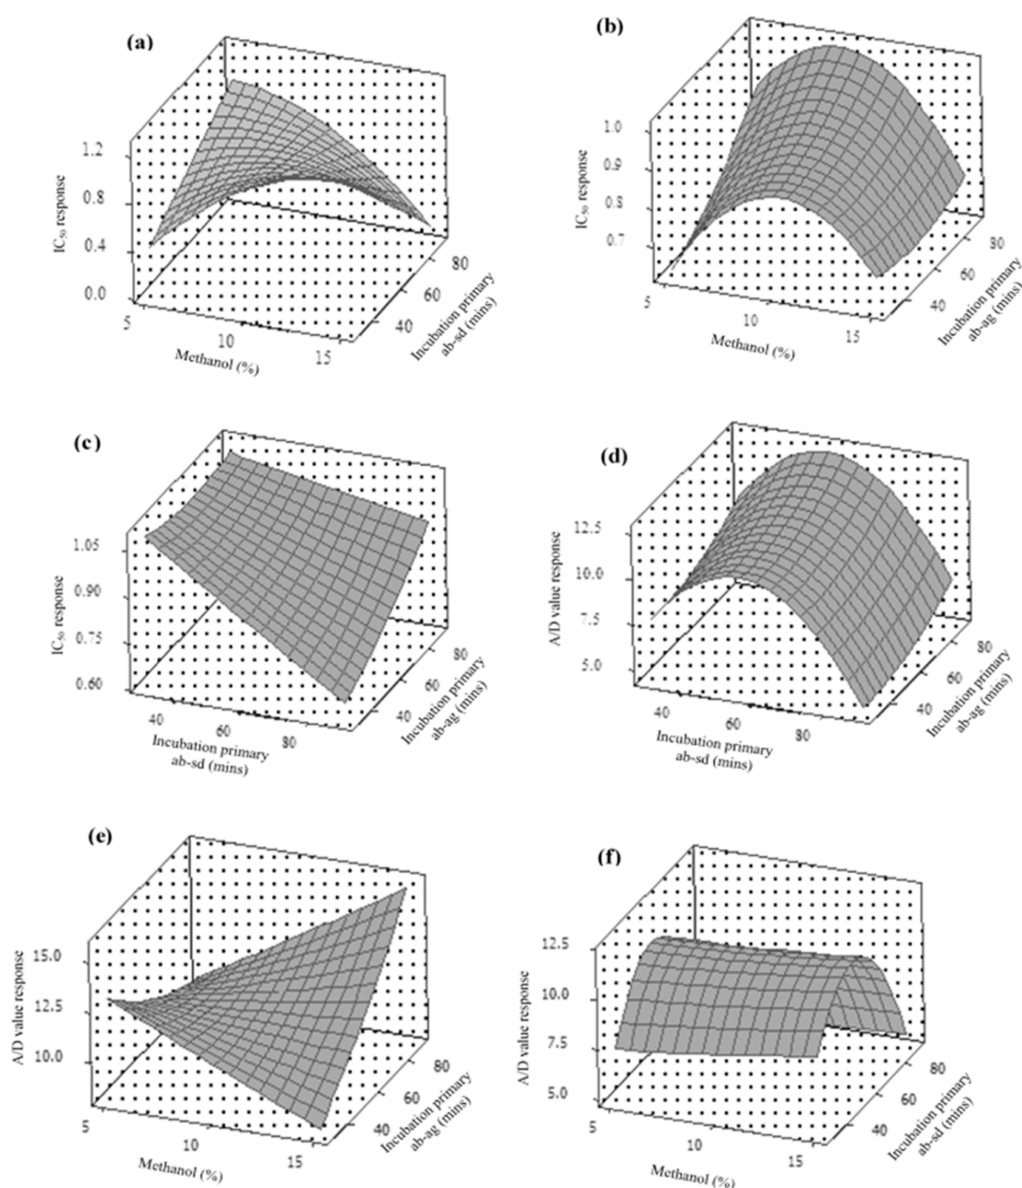 (a)
1.2
0.8
0.4
0.0
IC50 response
5
10
15
Methanol (%)
40
60
80
Incubation primary
ab-sd (mins)
(b)
1.0
0.9
0.8
0.7
IC50 response
5
10
15
Methanol (%)
40
60
80
Incubation primary
ab-ag (mins)
(c)
1.05
0.90
0.75
0.60
IC50 response
40
60
80
Incubation primary
ab-sd (mins)
40
60
80
Incubation primary
ab-ag (mins)
(d)
12.5
10.0
7.5
5.0
A/D value response
40
60
80
Incubation primary
ab-sd (mins)
40
60
80
Incubation primary
ab-ag (mins)
(e)
15.0
12.5
10.0
A/D value response
5
10
15
Methanol (%)
40
60
80
Incubation primary
ab-ag (mins)
(f)
12.5
10.0
7.5
5.0
A/D value response
5
10
15
Methanol (%)
40
60
80
Incubation primary
ab-sd (mins)